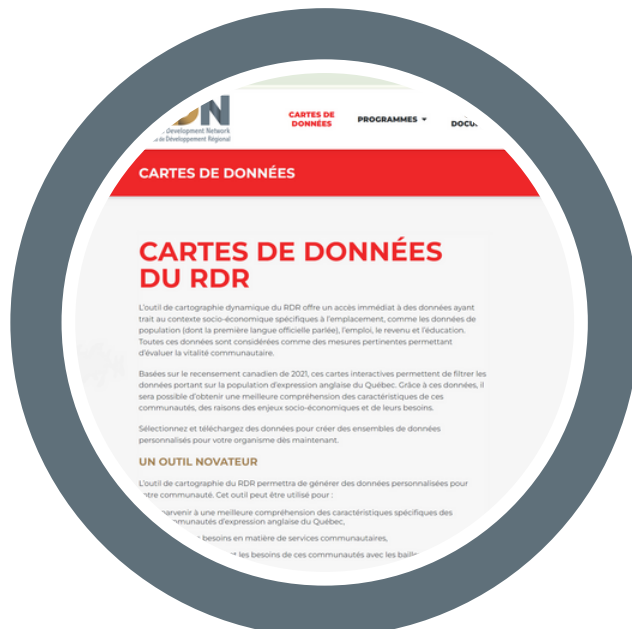 Development Network
de Développement Régional
CARTES DE
DONNÉES
PROGRAMMES
CARTES DE DONNÉES
CARTES DE DONNÉES
DU RDR
L'outil de cartographie dynamique du RDR offre un accès immédiat à des données ayant
trait au contexte socio-économique spécifiques à l'emplacement, comme les données de
population (dont la première langue officielle parlée), l'emploi, le revenu et l'éducation.
Toutes ces données sont considérées comme des mesures pertinentes permettant
d'évaluer la vitalité communautaire.
Basées sur le recensement canadien de 2021, ces cartes interactives permettent de filtrer les
données portant sur la population d'expression anglaise du Québec. Grâce à ces données, il
sera possible d'obtenir une meilleure compréhension des caractéristiques de ces
communautés, des raisons des enjeux socio-économiques et de leurs besoins.
Sélectionnez et téléchargez des données pour créer des ensembles de données
personnalisés pour votre organisme dès maintenant.
UN OUTIL NOVATEUR
L'outil de cartographie du RDR permettra de générer des données personnalisées pour
votre communauté. Cet outil peut être utilisé pour :
parvenir à une meilleure compréhension des caractéristiques spécifiques des
communautés d'expression anglaise du Québec,
besoins en matière de services communautaires,
les besoins de ces communautés avec les